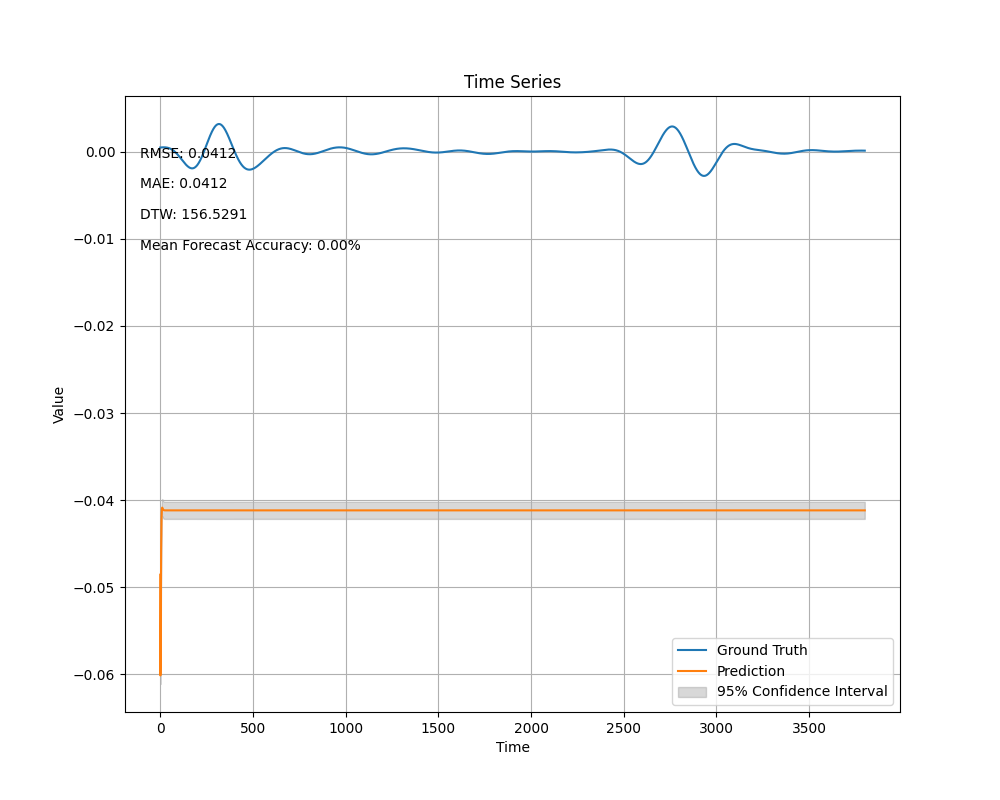 Time Series
RMSE: 0.0412
MAE: 0.0412
DTW: 156.5291
Mean Forecast Accuracy: 0.00%
0.00
−0.01
−0.02
−0.03
−0.04
−0.05
−0.06
Value
Ground Truth
Prediction
95% Confidence Interval
0 500 1000 1500 2000 2500 3000 3500
Time